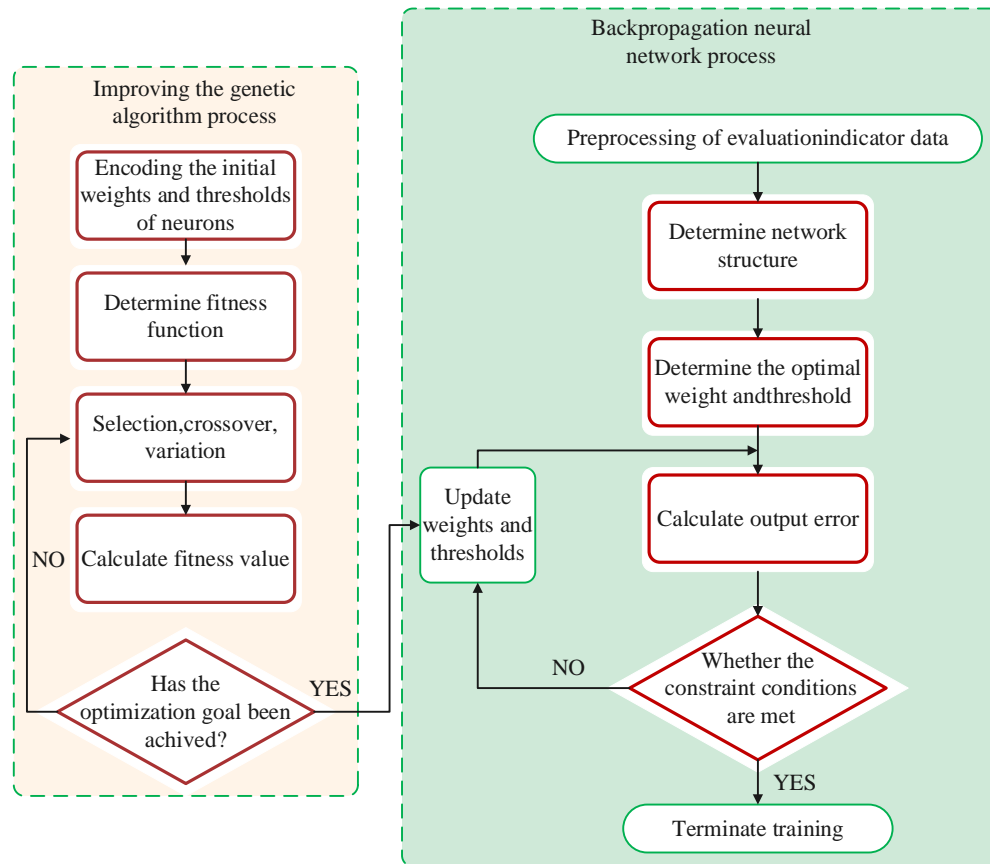 Improving the genetic
algorithm process
Encoding the initial
weights and thresholds
of neurons
Determine fitness
function
Selection,crossover,
variation
Calculate fitness value
NO
Has the
optimization goal been
achived?
YES
Backpropagation neural
network process
Preprocessing of evaluationindicator data
Determine network
structure
Determine the optimal
weight andthreshold
Update
weights and
thresholds
Calculate output error
NO
Whether the
constraint conditions
are met
YES
Terminate training